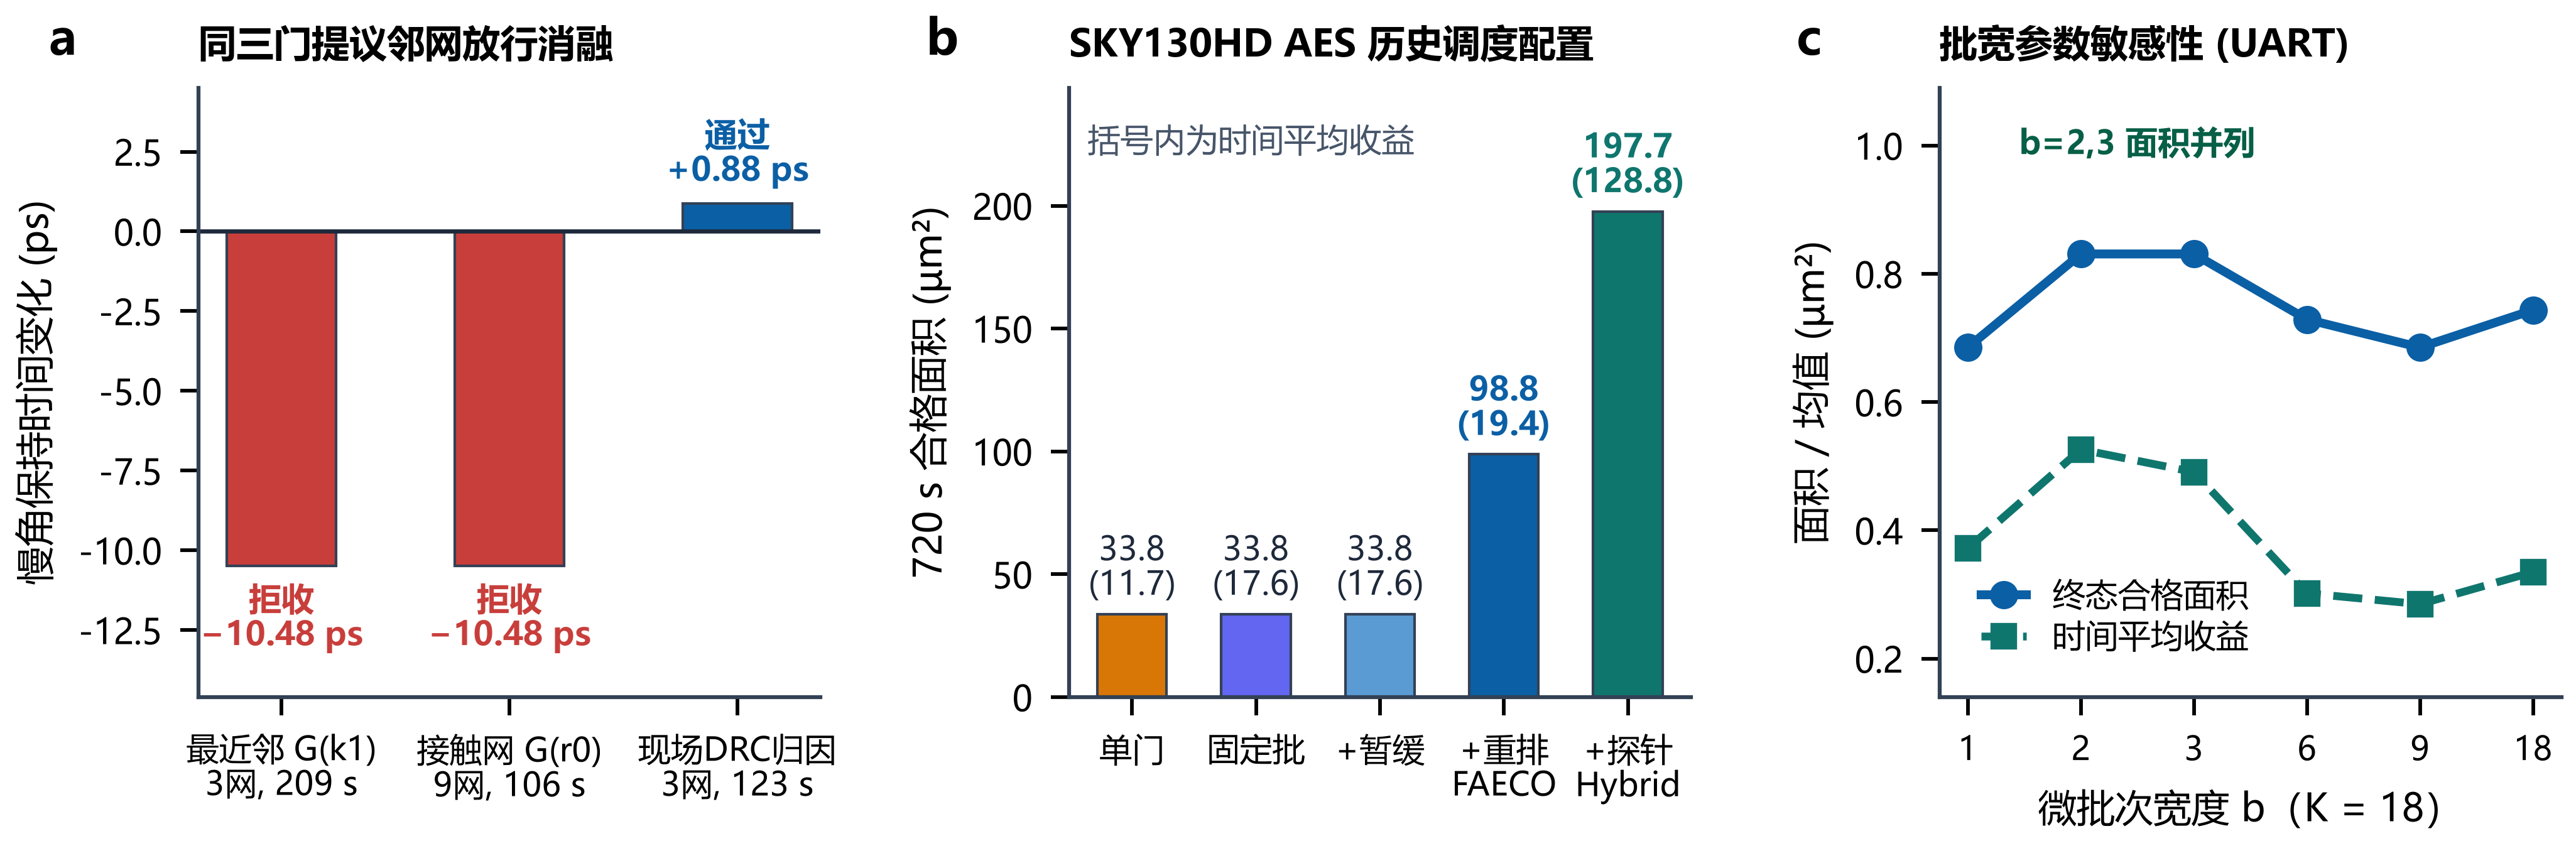 a
同三门提议邻网放行消融
慢角保持时间变化 (ps)
2.5
0.0
-2.5
-5.0
-7.5
-10.0
-12.5
通过
+0.88 ps
拒收
−10.48 ps
拒收
−10.48 ps
最近邻 G(k1)
3网, 209 s
接触网 G(r0)
9网, 106 s
现场DRC归因
3网, 123 s
b
SKY130HD AES 历史调度配置
720 s 合格面积 (μm²)
200
150
100
50
0
括号内为时间平均收益
33.8
(11.7)
33.8
(17.6)
33.8
(17.6)
98.8
(19.4)
197.7
(128.8)
单门
固定批
+暂缓
+重排
FAECO
+探针
Hybrid
c
批宽参数敏感性 (UART)
面积 / 均值 (μm²)
1.0
0.8
0.6
0.4
0.2
b=2,3 面积并列
终态合格面积
时间平均收益
1
2
3
6
9
18
微批次宽度 b（K = 18）